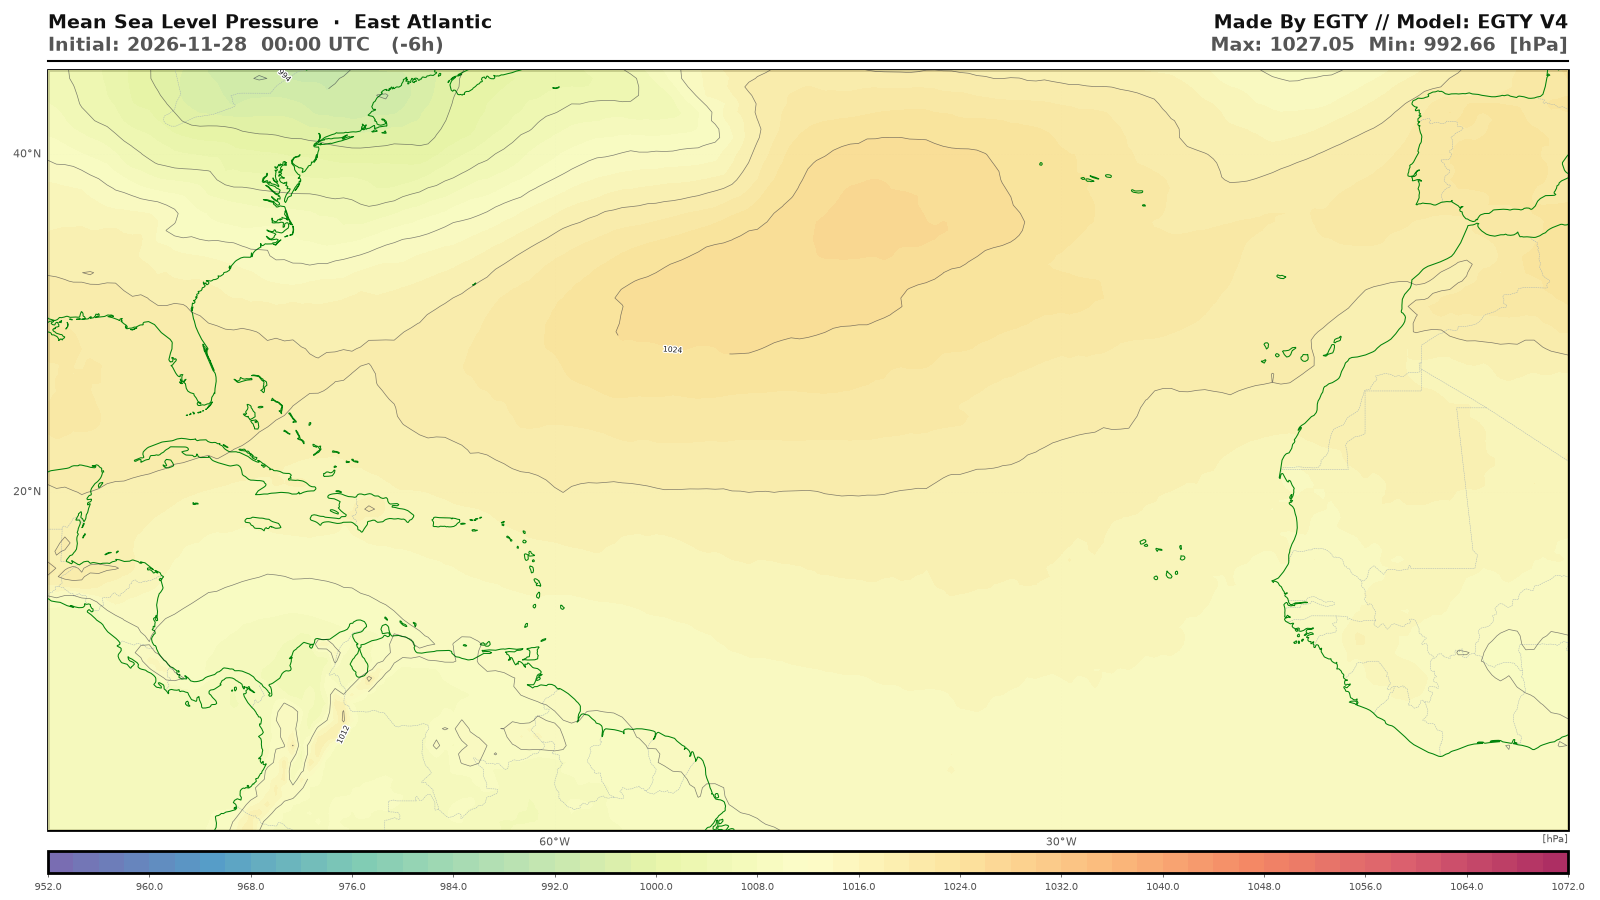 Mean Sea Level Pressure · East Atlantic
Made By EGTY // Model: EGTY V4
Initial: 2026-11-28 00:00 UTC (-6h)
Max: 1027.05 Min: 992.66 [hPa]
994
40°N
1024
20°N
1012
60°W
30°W
[hPa]
952.0 960.0 968.0 976.0 984.0 992.0 1000.0 1008.0 1016.0 1024.0 1032.0 1040.0 1048.0 1056.0 1064.0 1072.0